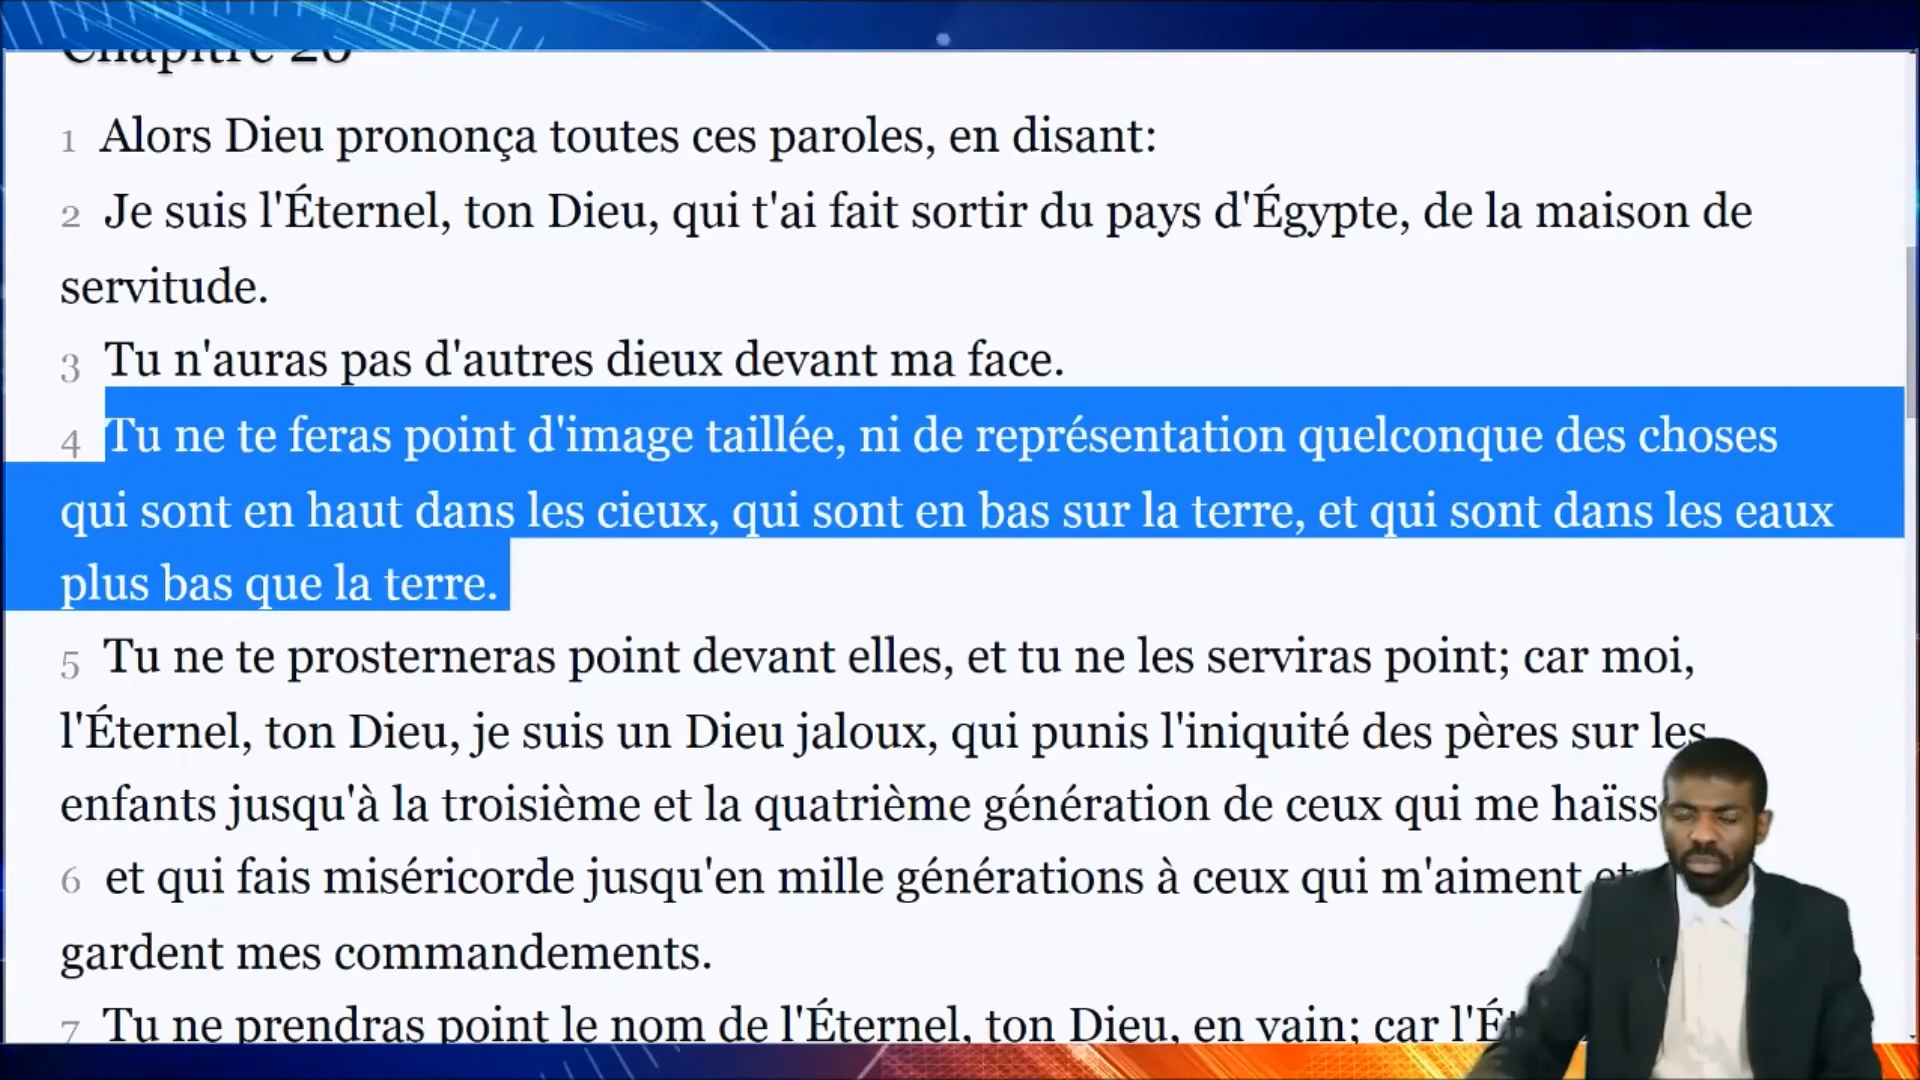 Chapitre 20
1 Alors Dieu prononça toutes ces paroles, en disant:
2 Je suis l'Éternel, ton Dieu, qui t'ai fait sortir du pays d'Égypte, de la maison de
servitude.
3 Tu n'auras pas d'autres dieux devant ma face.
4 Tu ne te feras point d'image taillée, ni de représentation quelconque des choses
qui sont en haut dans les cieux, qui sont en bas sur la terre, et qui sont dans les eaux
plus bas que la terre.
5 Tu ne te prosterneras point devant elles, et tu ne les serviras point; car moi,
l'Éternel, ton Dieu, je suis un Dieu jaloux, qui punis l'iniquité des pères sur les
enfants jusqu'à la troisième et la quatrième génération de ceux qui me haïss
6 et qui fais miséricorde jusqu'en mille générations à ceux qui m'aiment et
gardent mes commandements.
7 Tu ne prendras point le nom de l'Éternel, ton Dieu, en vain; car l'Ét